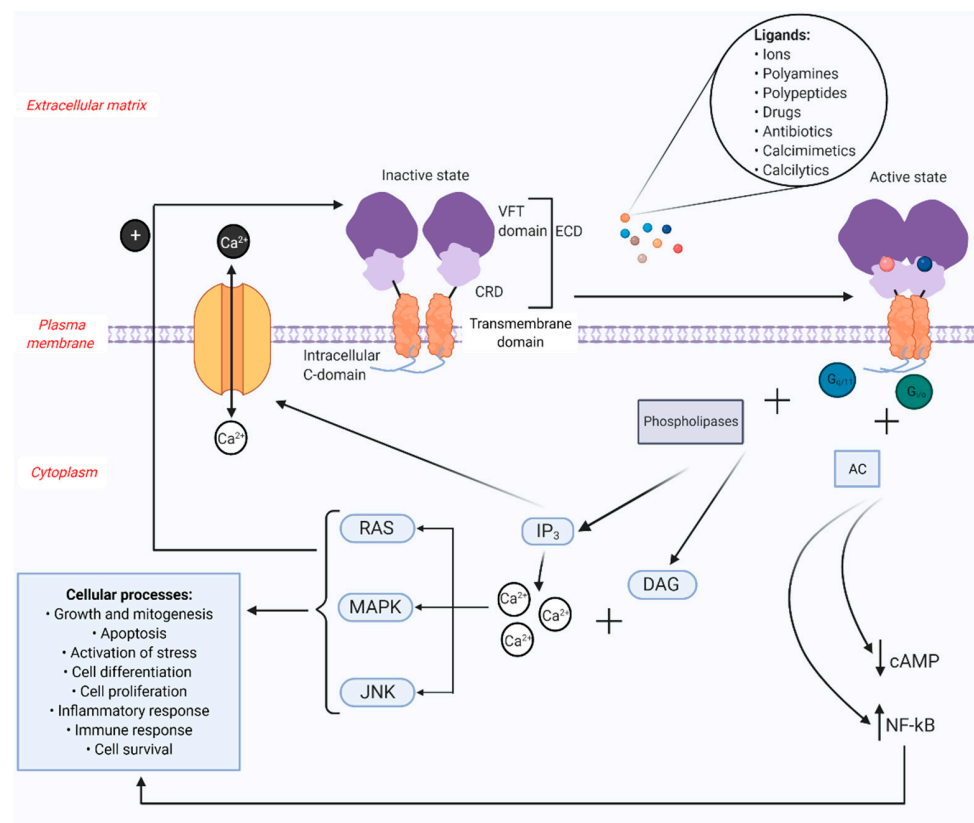 Ligands:
• Ions
• Polyamines
• Polypeptides
• Drugs
• Antibiotics
• Calcimimetics
• Calcilytics
Extracellular matrix
Inactive state
Active state
VFT
domain
ECD
+
Ca²⁺
CRD
Plasma
membrane
Transmembrane
domain
Intracellular
C-domain
Gq/11
Gi/o
+
Phospholipases
+
Ca²⁺
Cytoplasm
AC
RAS
IP₃
DAG
Cellular processes:
• Growth and mitogenesis
• Apoptosis
• Activation of stress
• Cell differentiation
• Cell proliferation
• Inflammatory response
• Immune response
• Cell survival
MAPK
Ca²⁺
Ca²⁺
Ca²⁺
+
JNK
cAMP
NF-kB